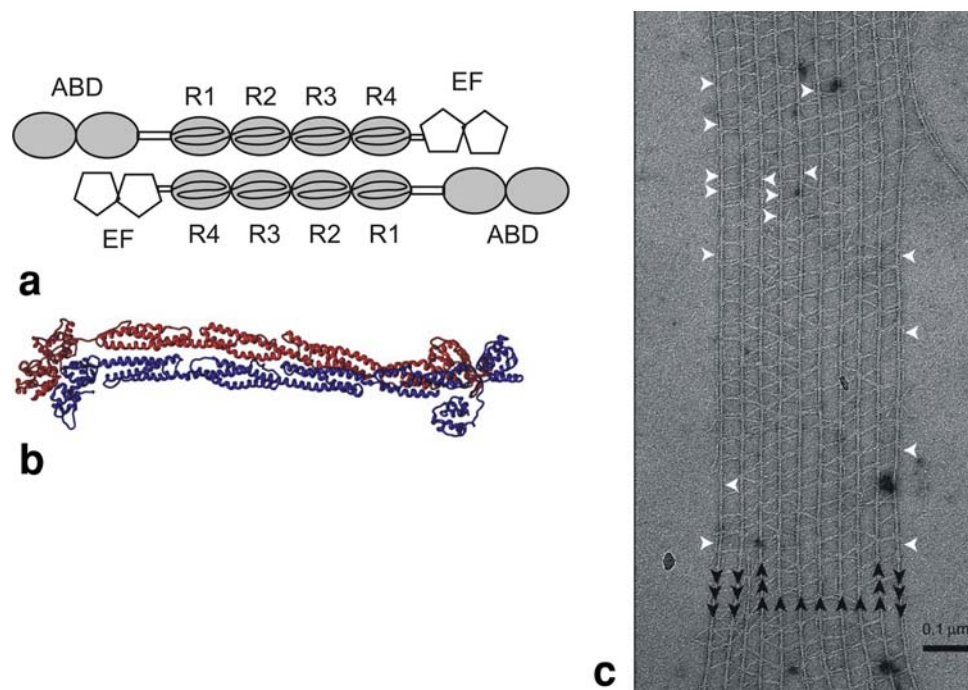 ABD R1 R2 R3 R4 EF
EF R4 R3 R2 R1 ABD
a
b
0.1 μm
c